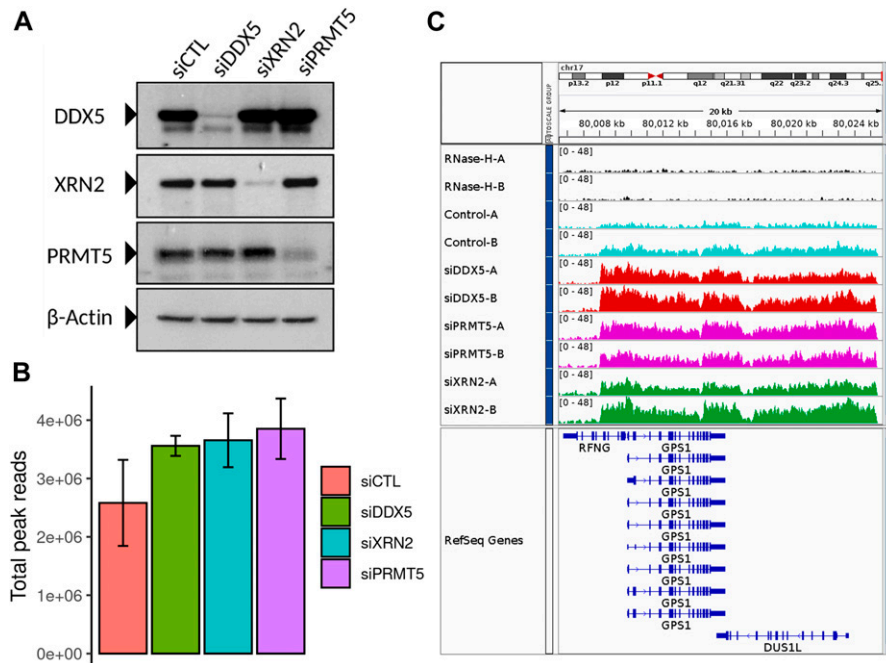 A
siCTL siDDX5 siXRN2 siPRMT5
DDX5
XRN2
PRMT5
β-Actin
B
Total peak reads
4e+06
3e+06
2e+06
1e+06
0e+00
siCTL
siDDX5
siXRN2
siPRMT5
C
chr17
p13.2 p12 p11.1 q12 q21.31 q22 q23.2 q24.3 q25.
20 kb
80,008 kb 80,012 kb 80,016 kb 80,020 kb 80,024 kb
RNase-H-A [0 - 48]
RNase-H-B [0 - 48]
Control-A [0 - 48]
Control-B [0 - 48]
siDDX5-A [0 - 48]
siDDX5-B [0 - 48]
siPRMT5-A [0 - 48]
siPRMT5-B [0 - 48]
siXRN2-A [0 - 48]
siXRN2-B [0 - 48]
RefSeq Genes
RFNG GPS1
GPS1
GPS1
GPS1
GPS1
GPS1
GPS1
GPS1
GPS1
DUS1L